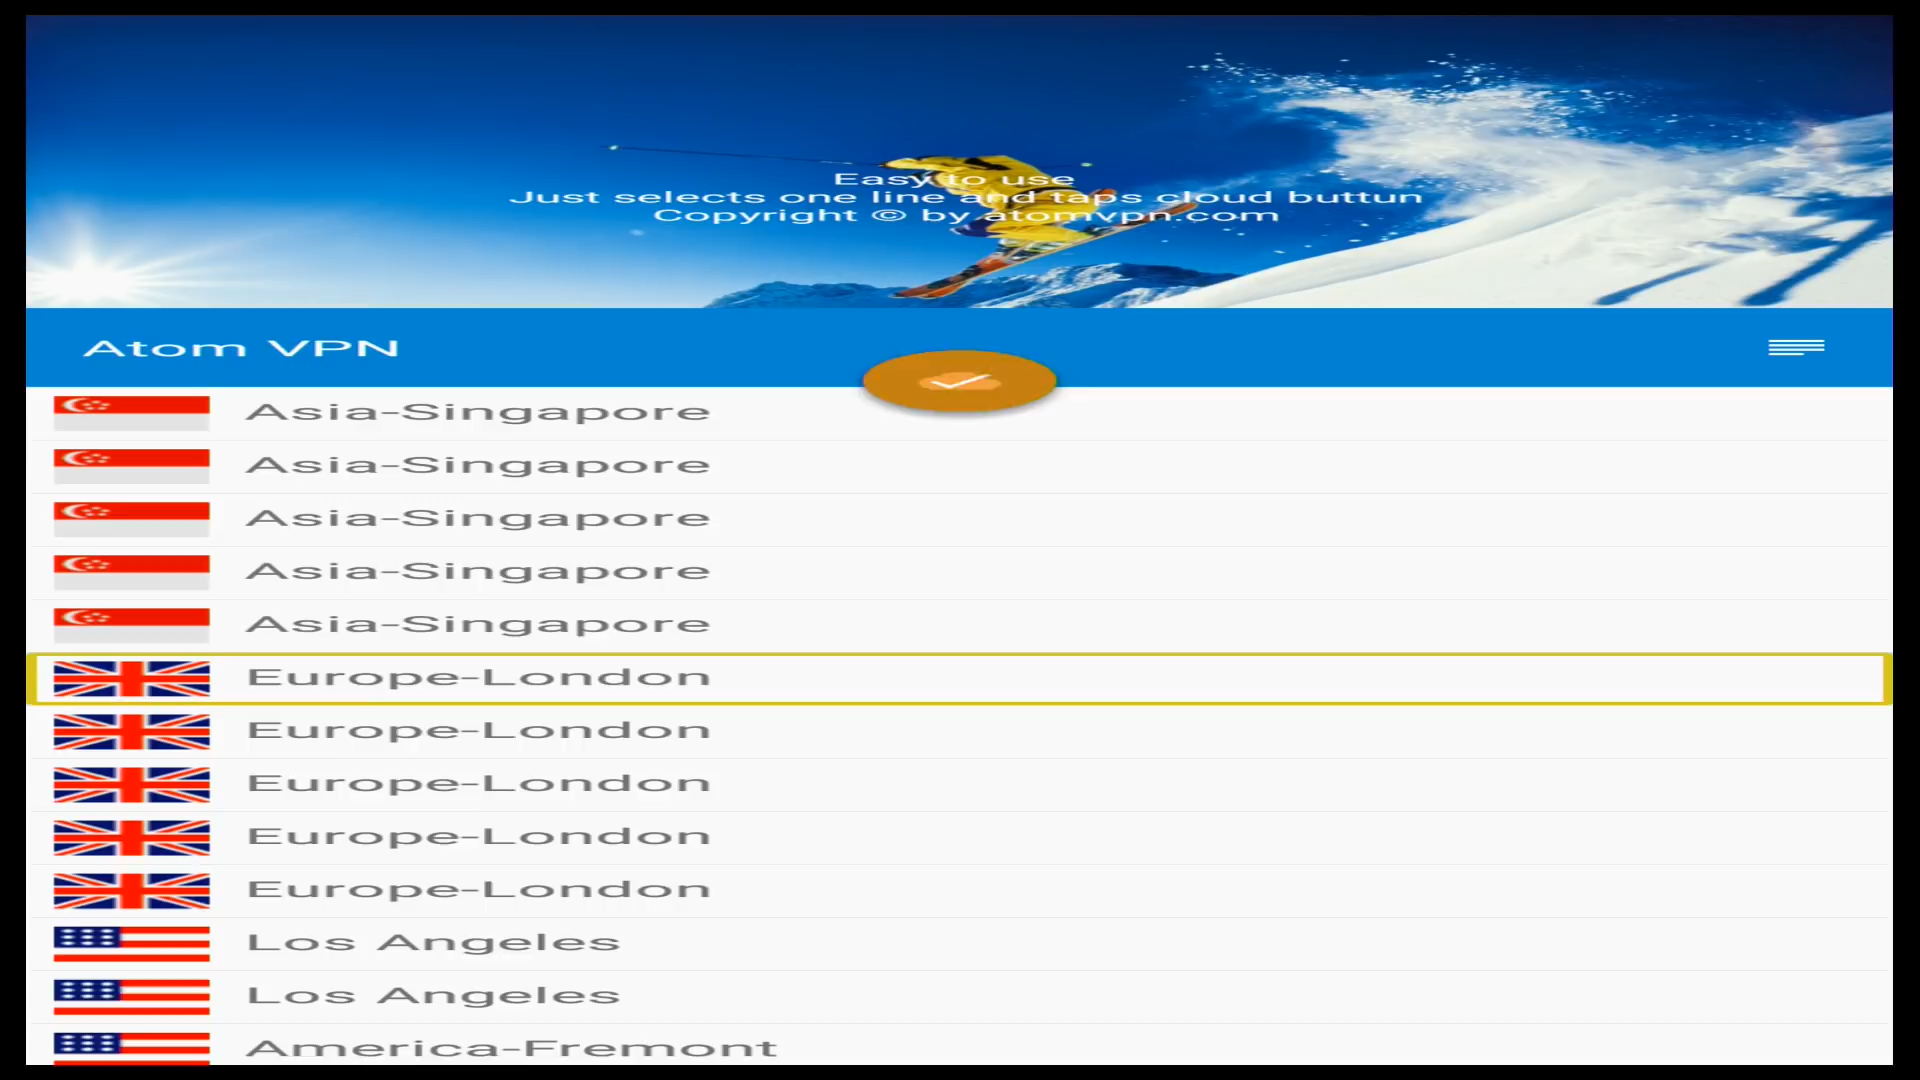 Easy to use
Just selects one line and taps cloud buttun
Copyright © by atomvpn.com
Atom VPN
Asia-Singapore
Asia-Singapore
Asia-Singapore
Asia-Singapore
Asia-Singapore
Europe-London
Europe-London
Europe-London
Europe-London
Europe-London
Los Angeles
Los Angeles
America-Fremont